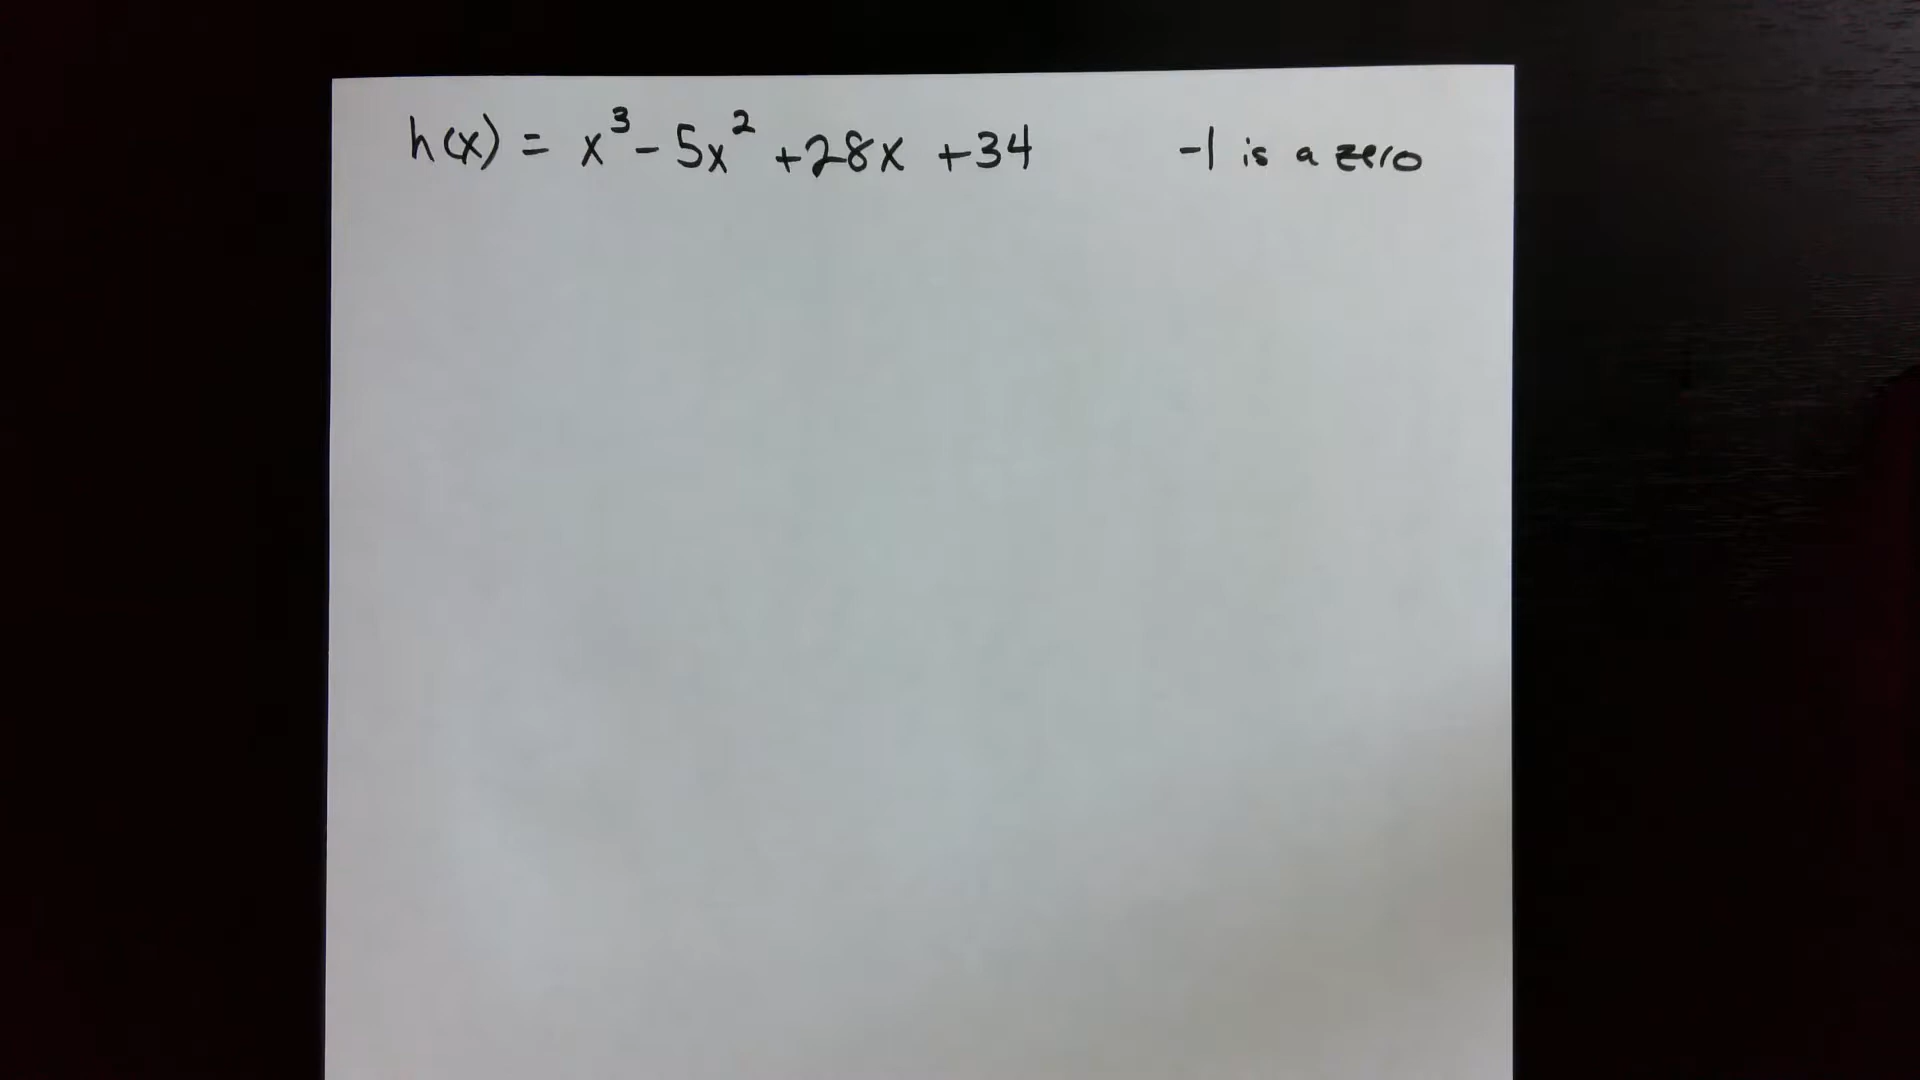 h(x) = x³ - 5x² + 28x + 34 -1 is a zero